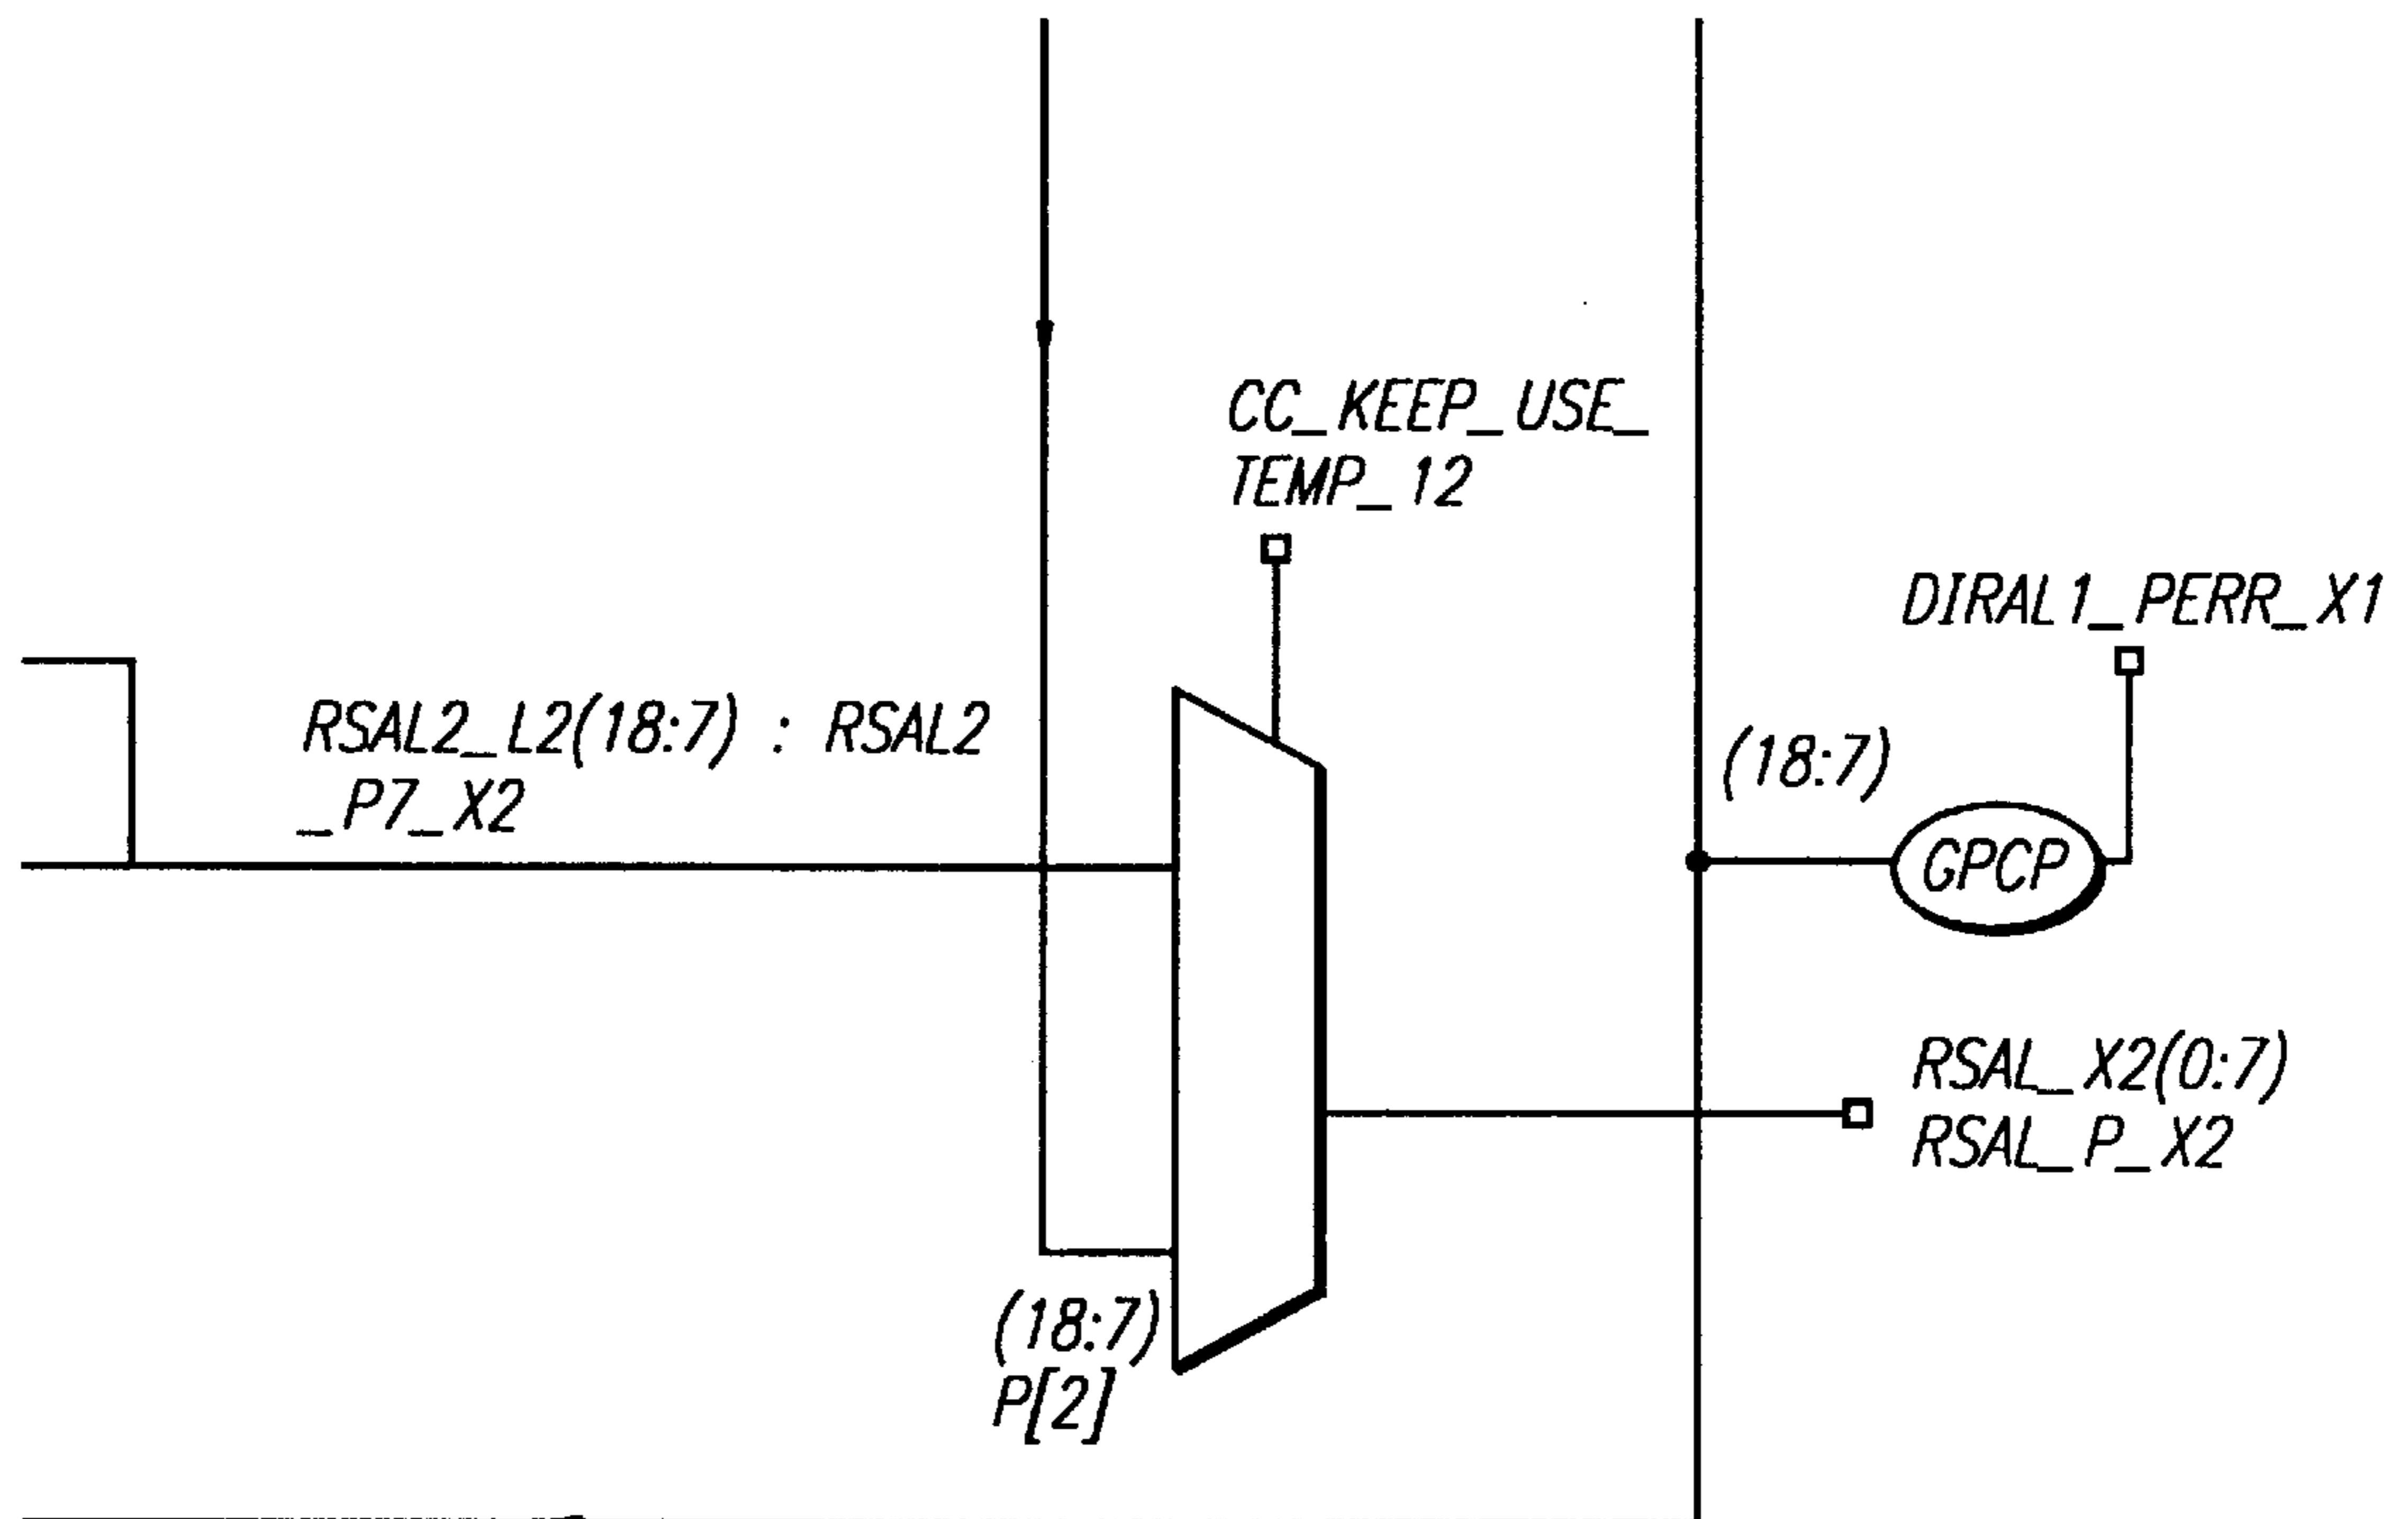 CC_KEEP_USE_
TEMP_12
DIRAL1_PERR_X1
RSAL2_L2(18:7) : RSAL2
_P7_X2
(18:7)
GPCP
RSAL_X2(0:7)
RSAL_P_X2
(18:7)
P[2]